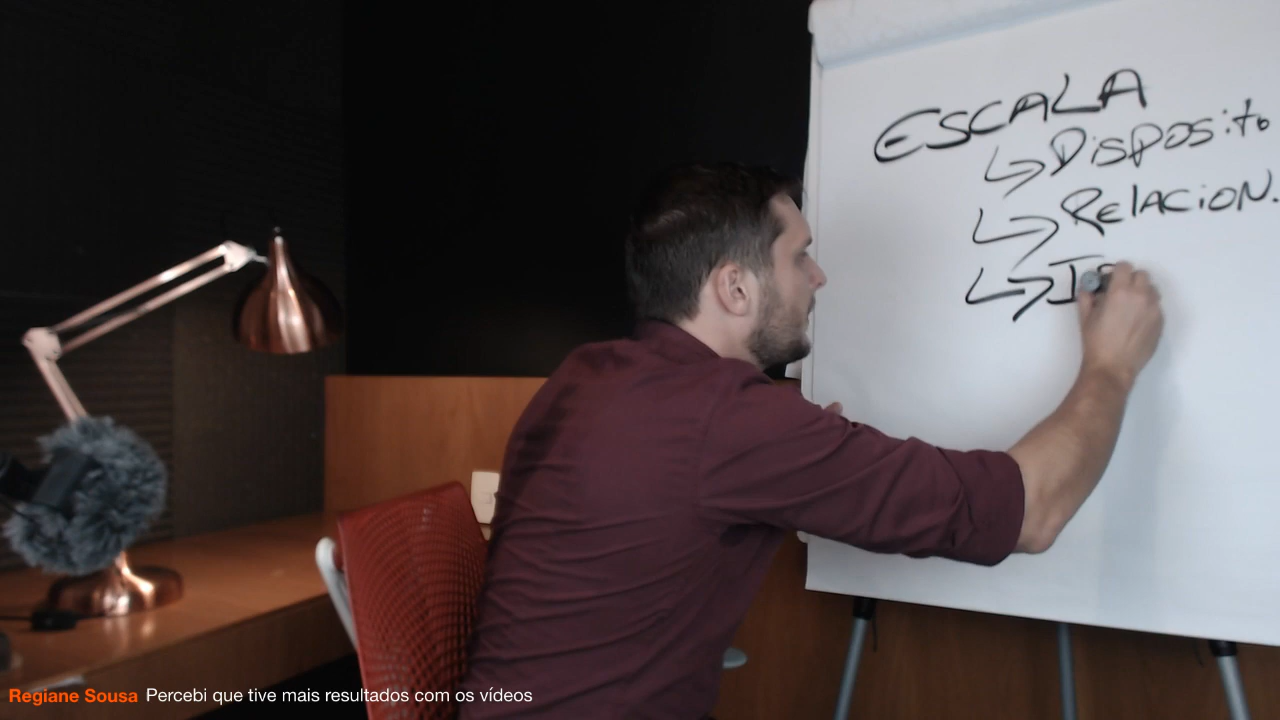 ESCALA
↳ Disposito
↳ Relacion.
Regiane Sousa Percebi que tive mais resultados com os vídeos